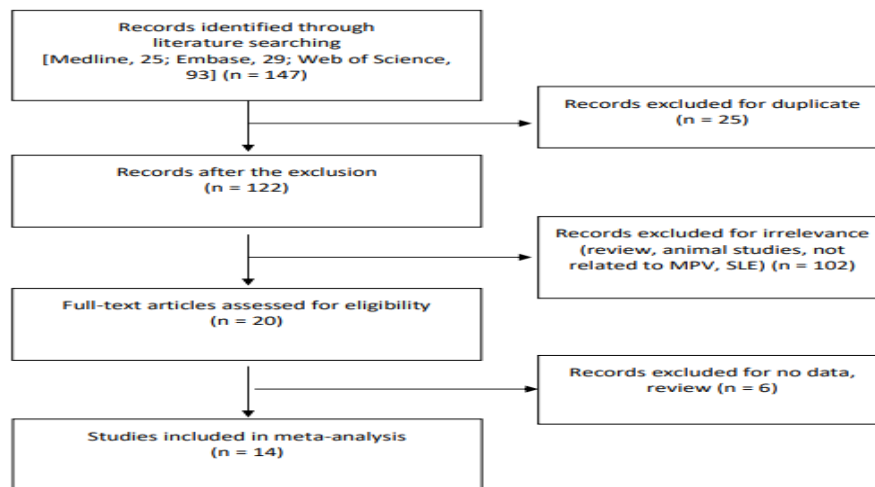 Records identified through
literature searching
[Medline, 25; Embase, 29; Web of Science,
93] (n = 147)
Records excluded for duplicate
(n = 25)
Records after the exclusion
(n = 122)
Records excluded for irrelevance
(review, animal studies, not
related to MPV, SLE) (n = 102)
Full-text articles assessed for eligibility
(n = 20)
Records excluded for no data,
review (n = 6)
Studies included in meta-analysis
(n = 14)